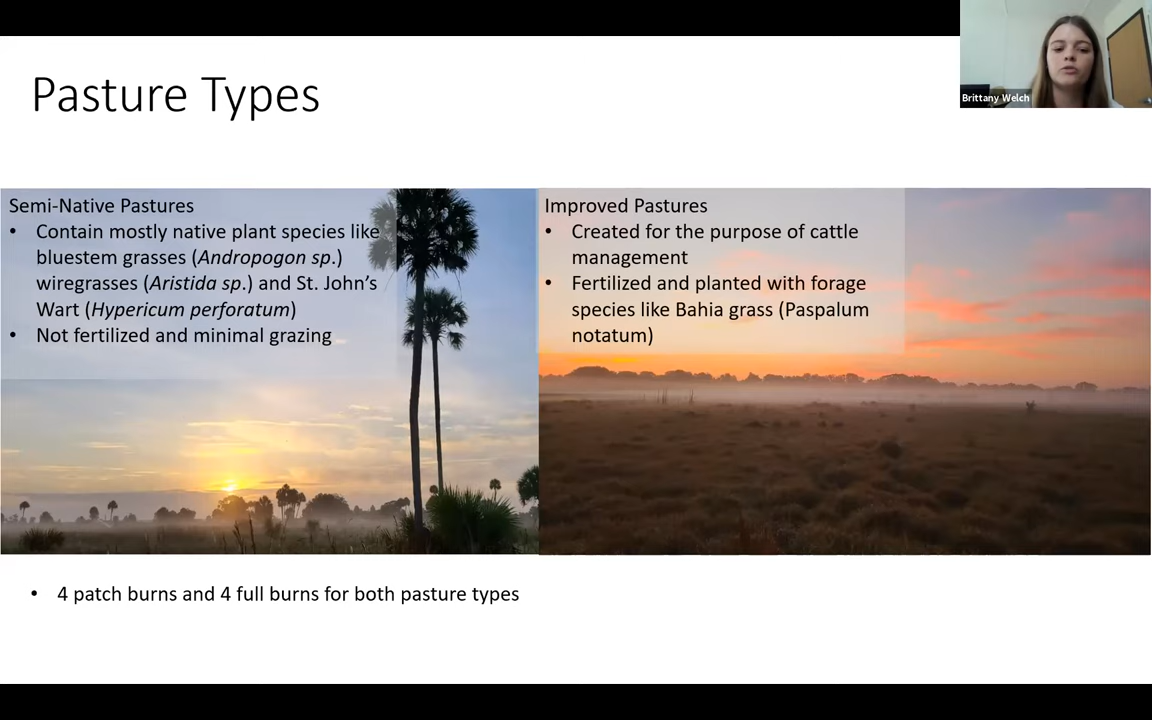 Pasture Types
Brittany Welch
Semi-Native Pastures
• Contain mostly native plant species like
bluestem grasses (Andropogon sp.)
wiregrasses (Aristida sp.) and St. John’s
Wart (Hypericum perforatum)
• Not fertilized and minimal grazing
Improved Pastures
• Created for the purpose of cattle
management
• Fertilized and planted with forage
species like Bahia grass (Paspalum
notatum)
• 4 patch burns and 4 full burns for both pasture types